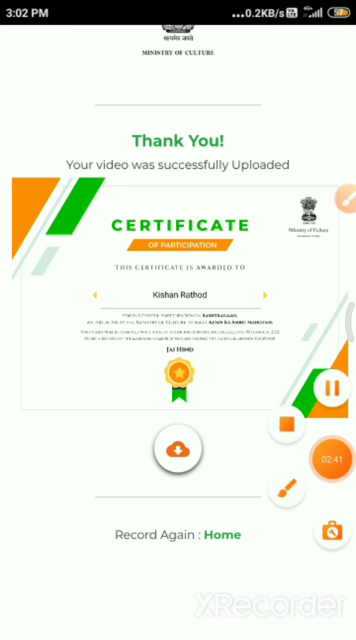 3:02 PM
...0.2KB/s
4G+
57
सत्यमेव जयते
MINISTRY OF CULTURE
Thank You!
Your video was successfully Uploaded
Ministry of Culture
CERTIFICATE
OF PARTICIPATION
THIS CERTIFICATE IS AWARDED TO
Kishan Rathod
JAI HIND
02:41
Record Again : Home
XRecorder